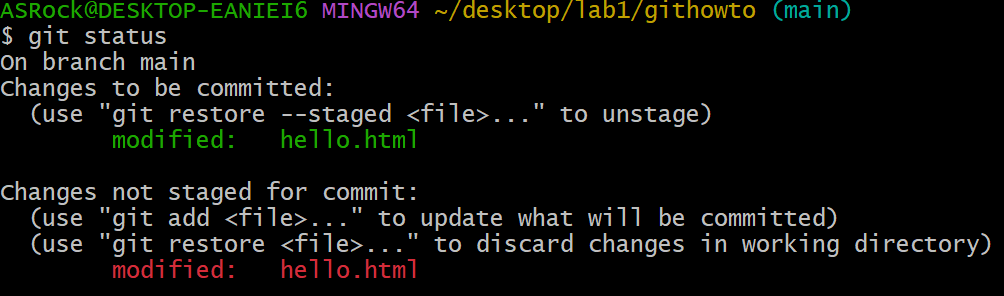 ASRock@DESKTOP-EANIEI6 MINGW64 ~/desktop/lab1/githowto (main)
$ git status
On branch main
Changes to be committed:
  (use "git restore --staged <file>..." to unstage)
        modified:   hello.html

Changes not staged for commit:
  (use "git add <file>..." to update what will be committed)
  (use "git restore <file>..." to discard changes in working directory)
        modified:   hello.html